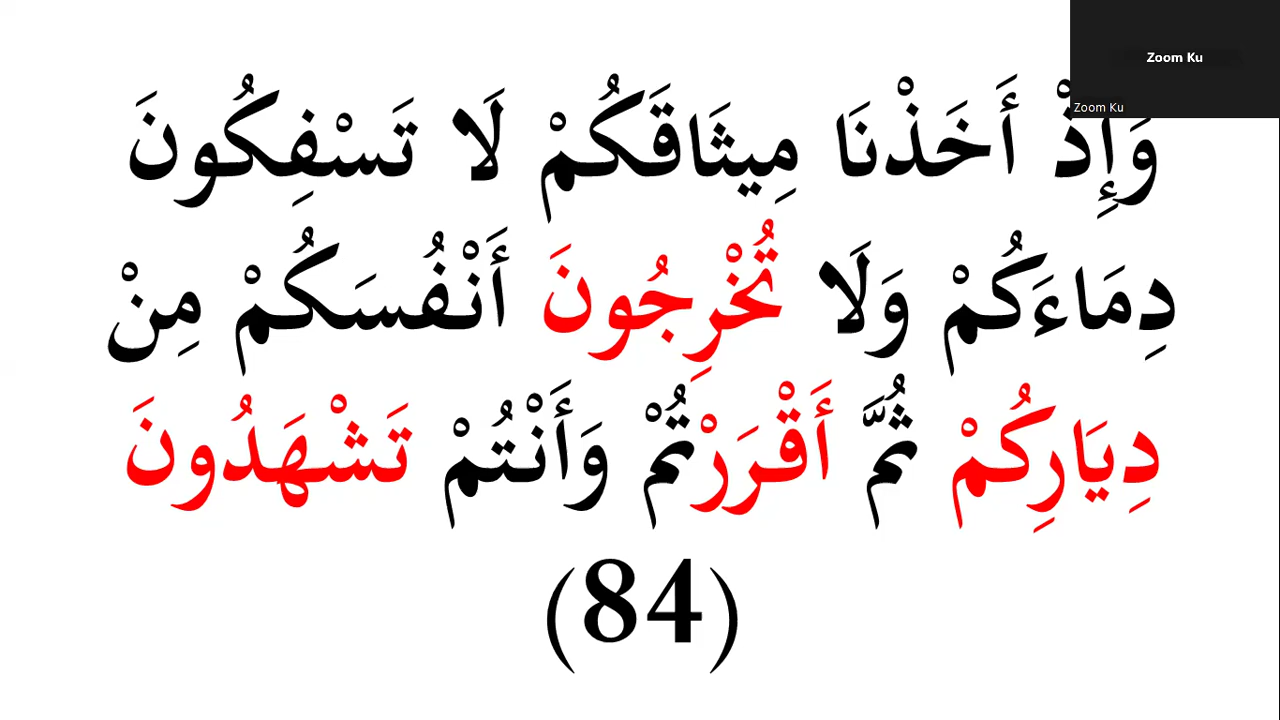 Zoom Ku
Zoom Ku
وَإِذْ أَخَذْنَا مِيثَاقَكُمْ لَا تَسْفِكُونَ
دِمَاءَكُمْ وَلَا تُخْرِجُونَ أَنْفُسَكُمْ مِنْ
دِيَارِكُمْ ثُمَّ أَقْرَرْتُمْ وَأَنْتُمْ تَشْهَدُونَ
(84)